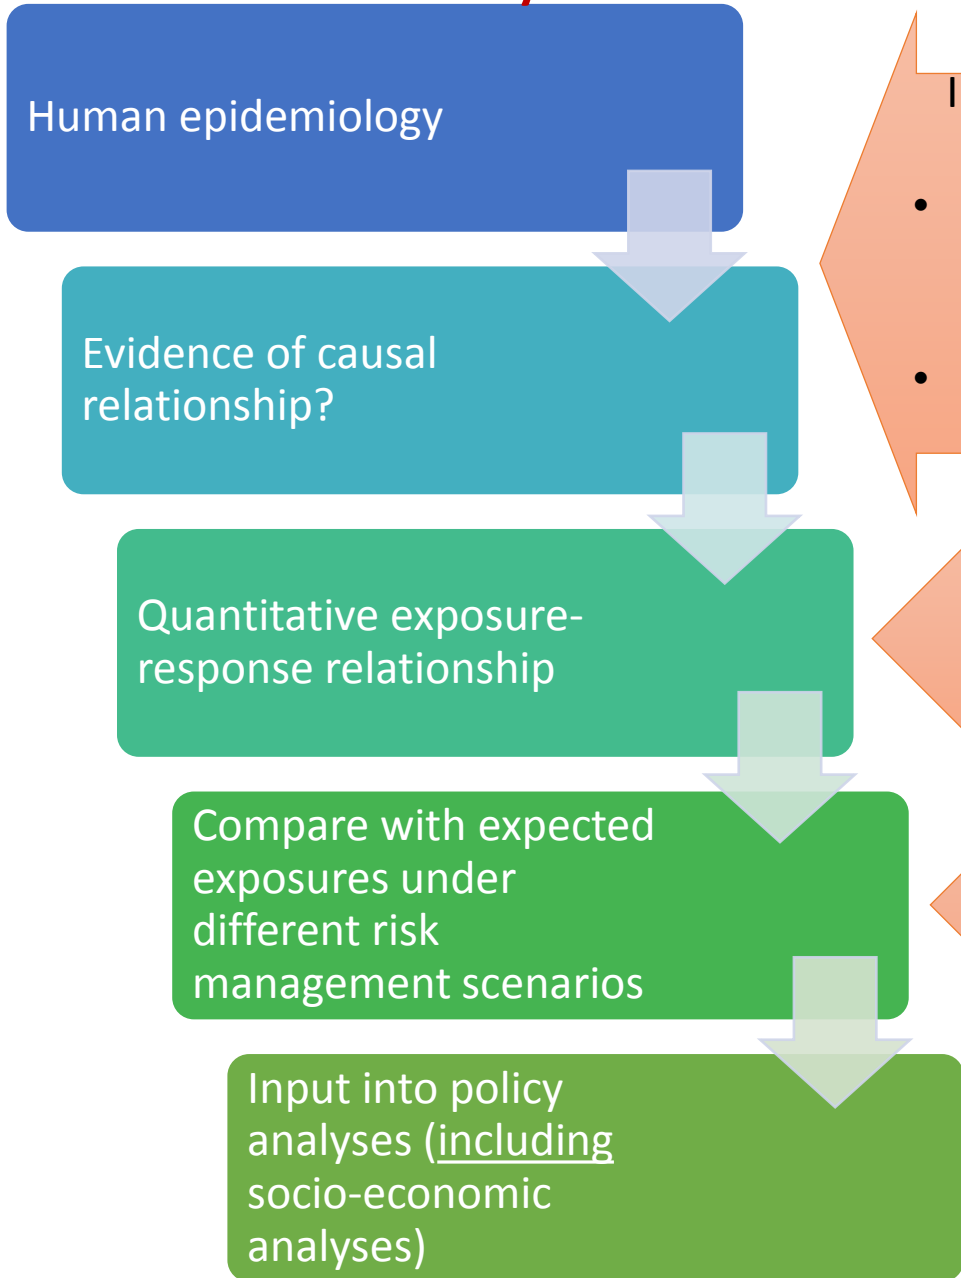 Human epidemiology
Evidence of causal
relationship?
Quantitative exposure-
response relationship
Compare with expected
exposures under
different risk
management scenarios
Input into policy
analyses (including
socio-economic
analyses)